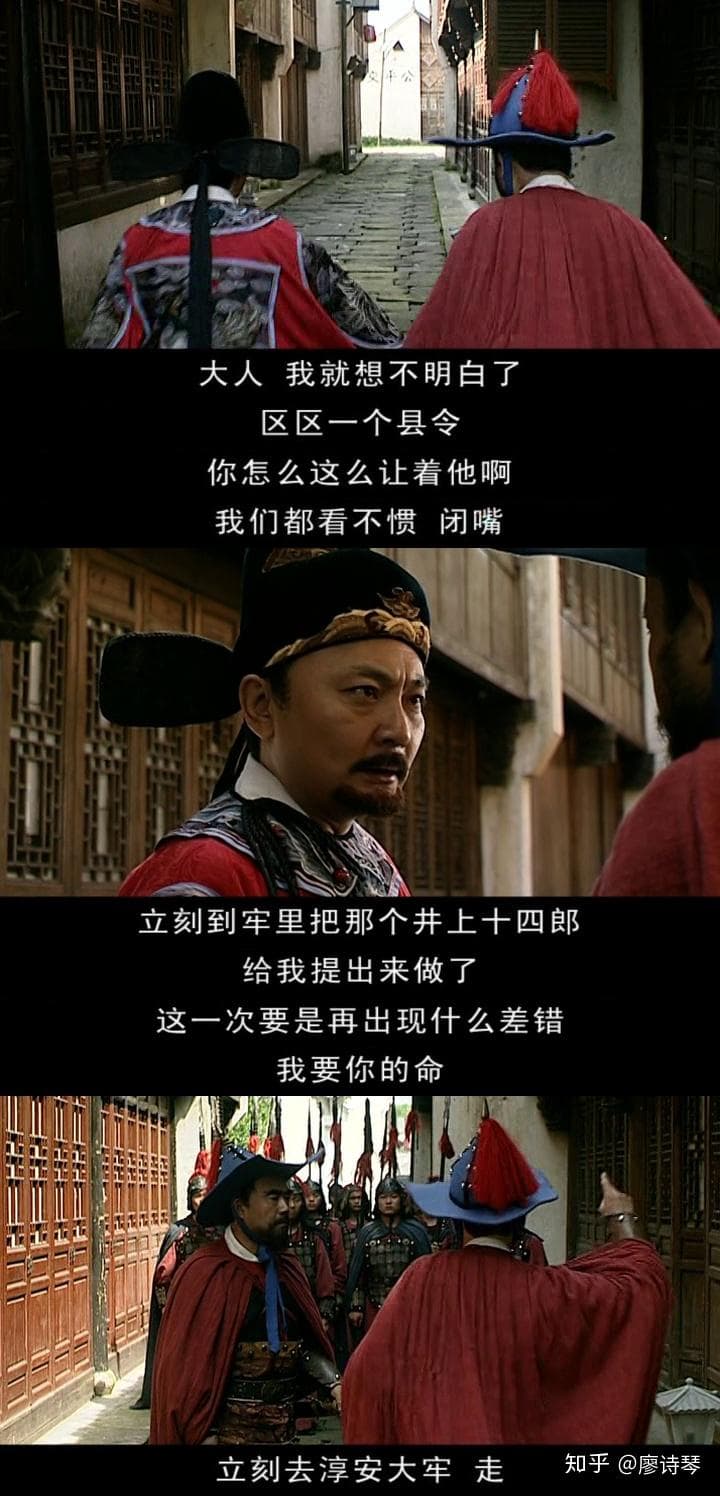 公平交
大人 我就想不明白了
区区一个县令
你怎么这么让着他啊
我们都看不惯 闭嘴
立刻到牢里把那个井上十四郎
给我提出来做了
这一次要是再出现什么差错
我要你的命
立刻去淳安大牢 走
知乎 @廖诗琴